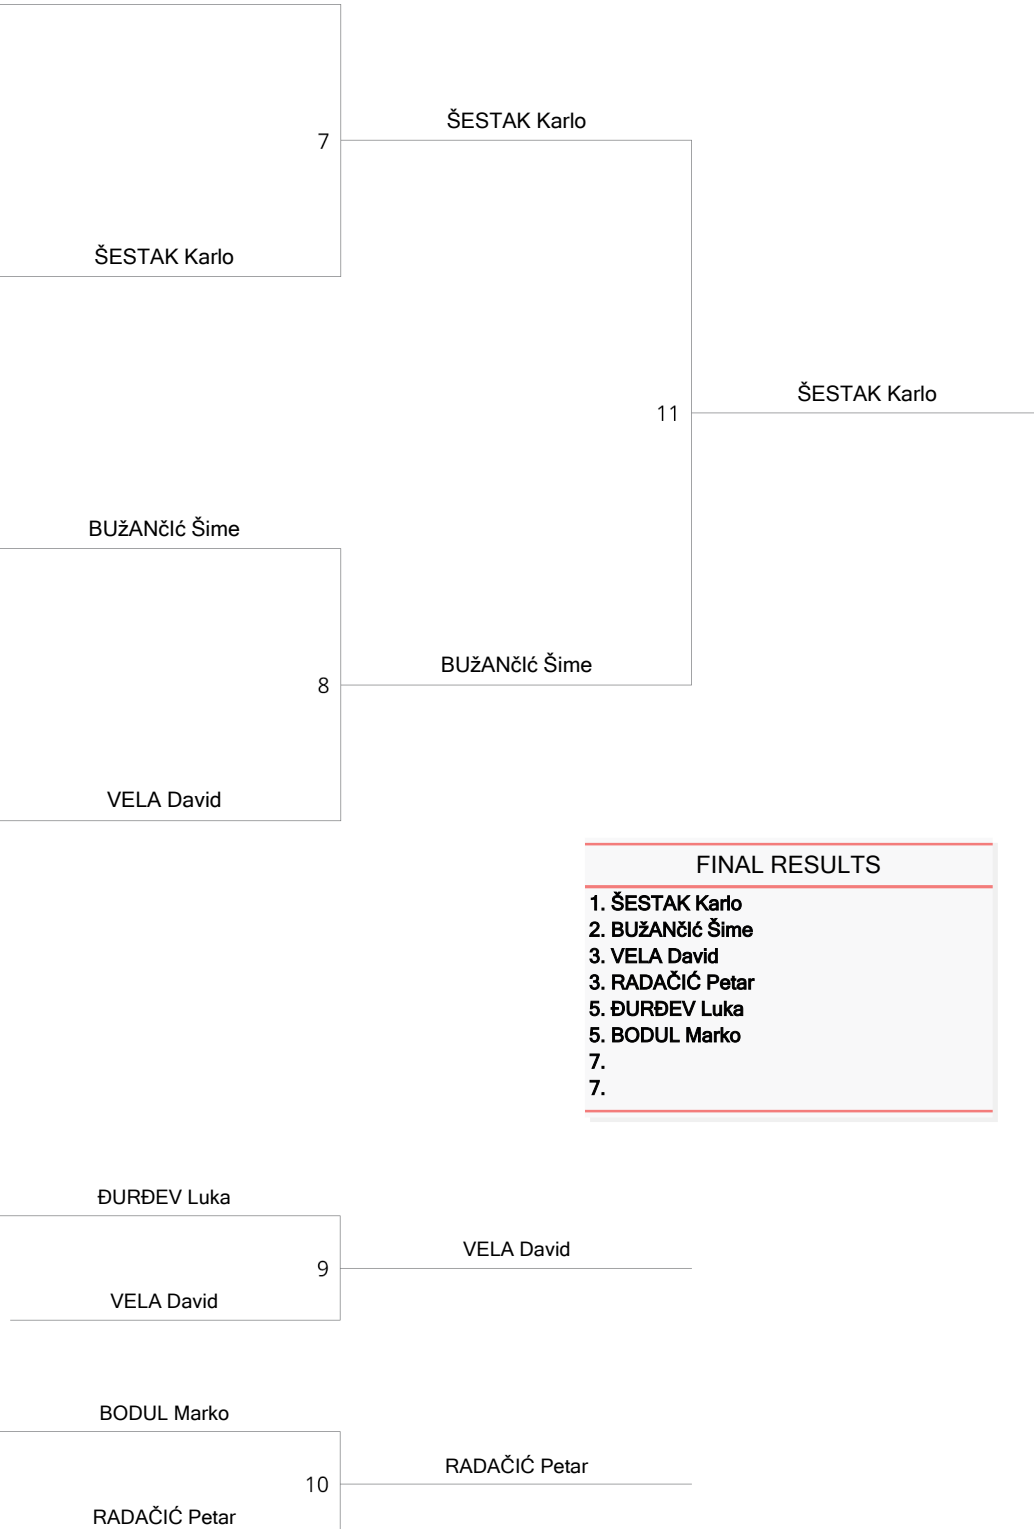 ŠESTAK Karlo
7
ŠESTAK Karlo
ŠESTAK Karlo
11
BUžANčIć Šime
BUžANčIć Šime
8
VELA David
FINAL RESULTS
1. ŠESTAK Karlo
2. BUžANčIć Šime
3. VELA David
3. RADAČIĆ Petar
5. ĐURĐEV Luka
5. BODUL Marko
7.
7.
ĐURĐEV Luka
VELA David
9
VELA David
BODUL Marko
RADAČIĆ Petar
10
RADAČIĆ Petar